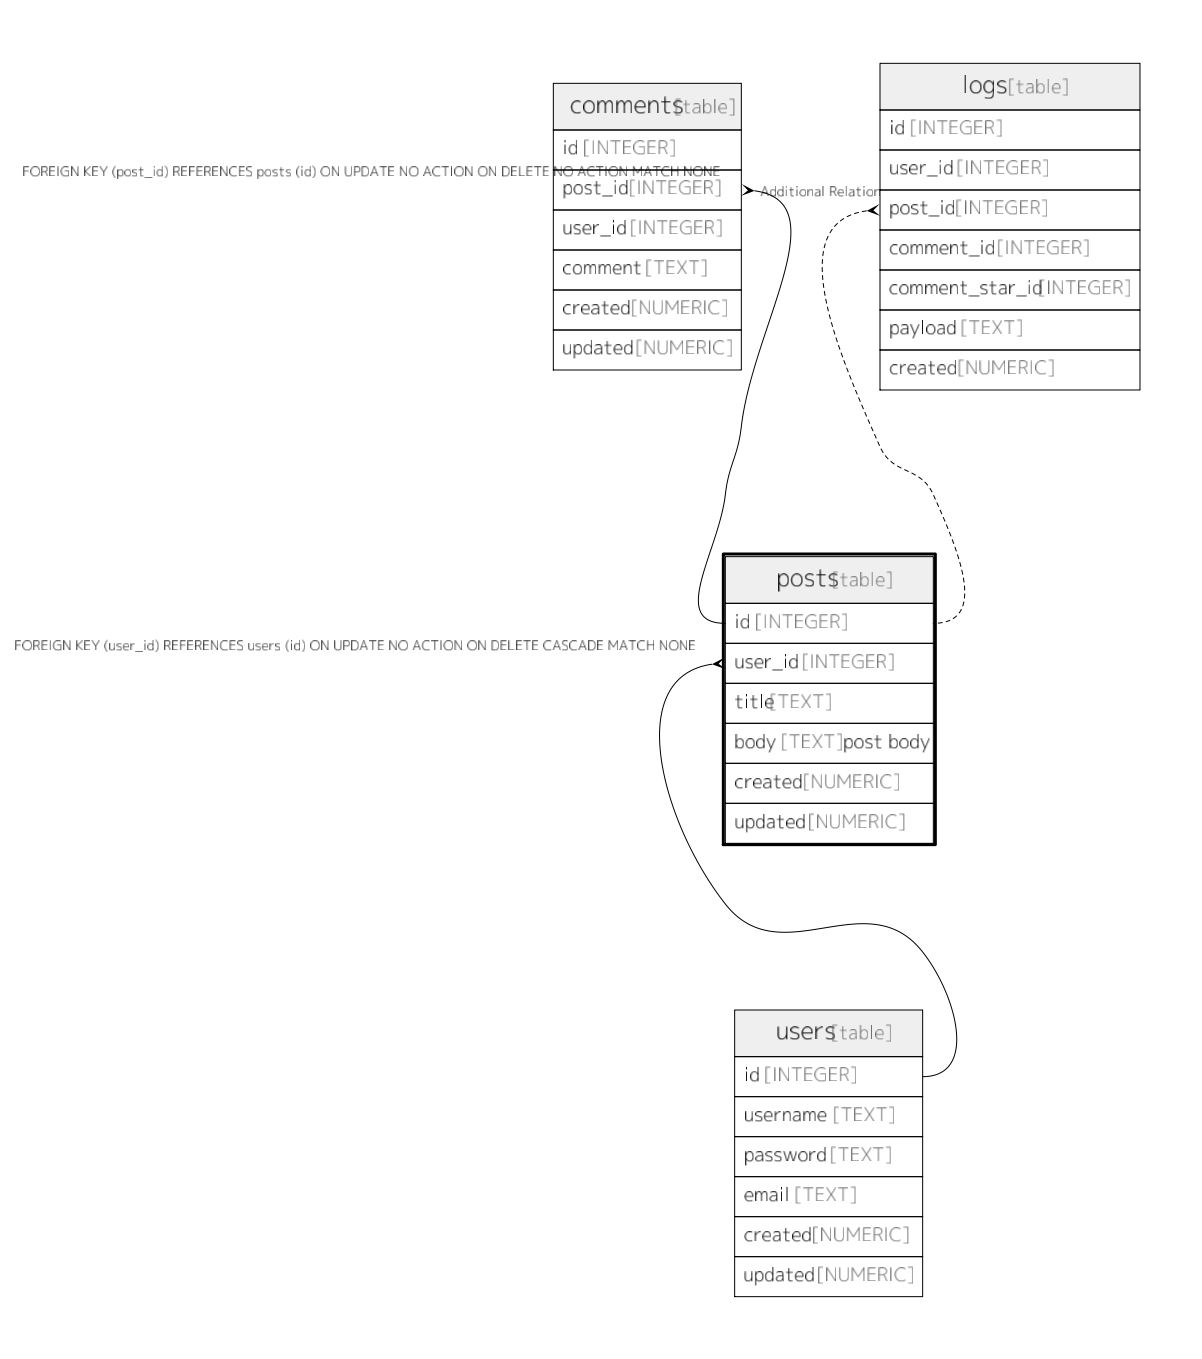 comments [table]
id [INTEGER]
FOREIGN KEY (post_id) REFERENCES posts (id) ON UPDATE NO ACTION ON DELETE NO ACTION MATCH NONE
post_id [INTEGER]
user_id [INTEGER]
comment [TEXT]
created [NUMERIC]
updated [NUMERIC]
logs [table]
id [INTEGER]
user_id [INTEGER]
Additional Relation
post_id [INTEGER]
comment_id [INTEGER]
comment_star_id [INTEGER]
payload [TEXT]
created [NUMERIC]
posts [table]
id [INTEGER]
FOREIGN KEY (user_id) REFERENCES users (id) ON UPDATE NO ACTION ON DELETE CASCADE MATCH NONE
user_id [INTEGER]
title [TEXT]
body [TEXT] post body
created [NUMERIC]
updated [NUMERIC]
users [table]
id [INTEGER]
username [TEXT]
password [TEXT]
email [TEXT]
created [NUMERIC]
updated [NUMERIC]